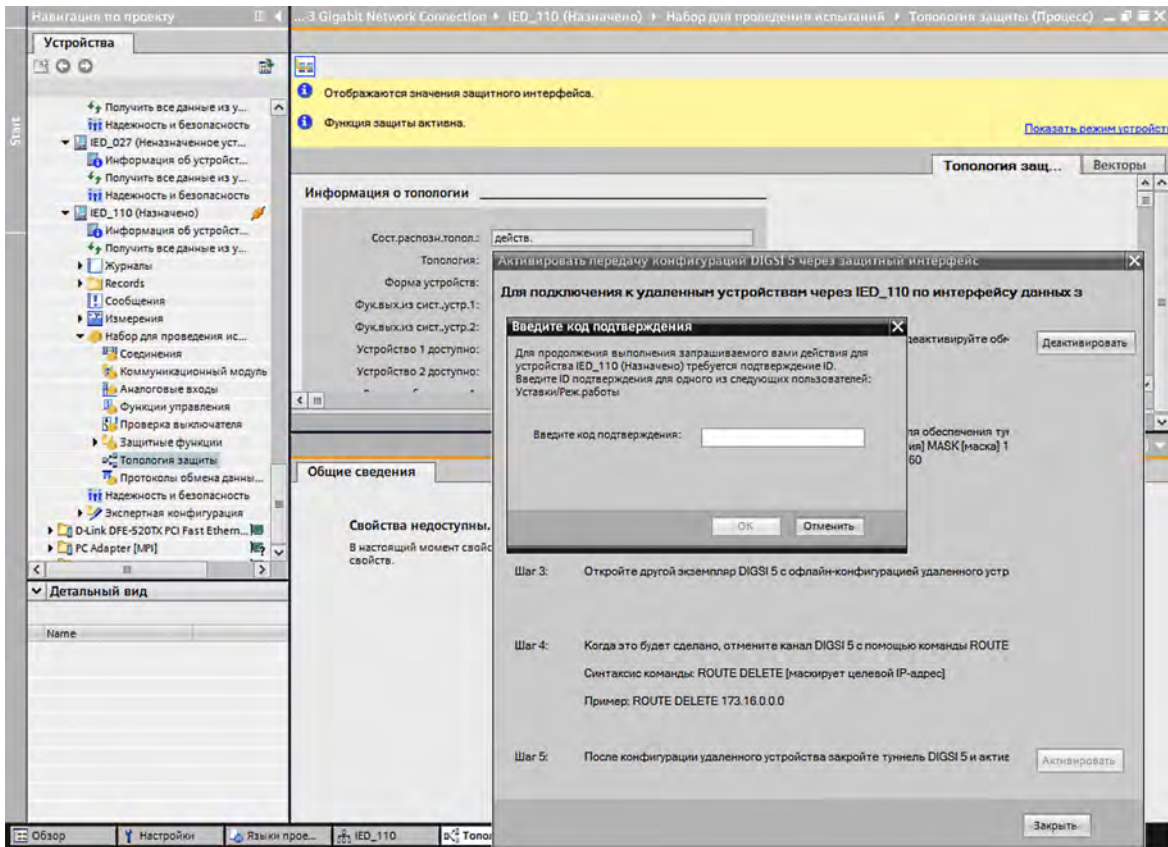 Навигация по проекту
... 3 Gigabit Network Connection ▸ IED_110 (Назначено) ▸ Набор для проведения испытаний ▸ Топология защиты (Процесс)
Start
Устройства
Получить все данные из у...
Надежность и безопасность
IED_027 (Неназначенное уст...
Информация об устройст...
Получить все данные из у...
Надежность и безопасность
IED_110 (Назначено)
Информация об устройст...
Получить все данные из у...
Журналы
Records
Сообщения
Измерения
Набор для проведения ис...
Соединения
Коммуникационный модуль
Аналоговые входы
Функции управления
Проверка выключателя
Защитные функции
Топология защиты
Протоколы обмена данны...
Надежность и безопасность
Экспертная конфигурация
D-Link DFE-520TX PCI Fast Ethern...
PC Adapter [MPI]
Детальный вид
Name
Отображаются значения защитного интерфейса.
Функция защиты активна.
Показать режим устройст
Топология защ...
Векторы
Информация о топологии
Сост.распозн.топол.: действ.
Топология:
Форма устройств:
Фук.вых.из сист.,устр.1:
Фук.вых.из сист.,устр.2:
Устройство 1 доступно:
Устройство 2 доступно:
Общие сведения
Свойства недоступны.
В настоящий момент свойс
свойств.
Активировать передачу конфигураций DIGSI 5 через защитный интерфейс
Для подключения к удаленным устройствам через IED_110 по интерфейсу данных з
деактивируйте обн
Деактивировать
Введите код подтверждения
Для продолжения выполнения запрашиваемого вами действия для
устройства IED_110 (Назначено) требуется подтверждение ID.
Введите ID подтверждения для одного из следующих пользователей:
Уставки/Реж.работы
Введите код подтверждения:
OK
Отменить
ля обеспечения тун
ия] MASK [маска] 1
60
Шаг 3: Откройте другой экземпляр DIGSI 5 с офлайн-конфигурацией удаленного устр
Шаг 4: Когда это будет сделано, отмените канал DIGSI 5 с помощью команды ROUTE
Синтаксис команды: ROUTE DELETE [маскирует целевой IP-адрес]
Пример: ROUTE DELETE 173.16.0.0.0
Шаг 5: После конфигурации удаленного устройства закройте туннель DIGSI 5 и актив
Активировать
Закрыть
Обзор
Настройки
Языки прое...
IED_110
Топол